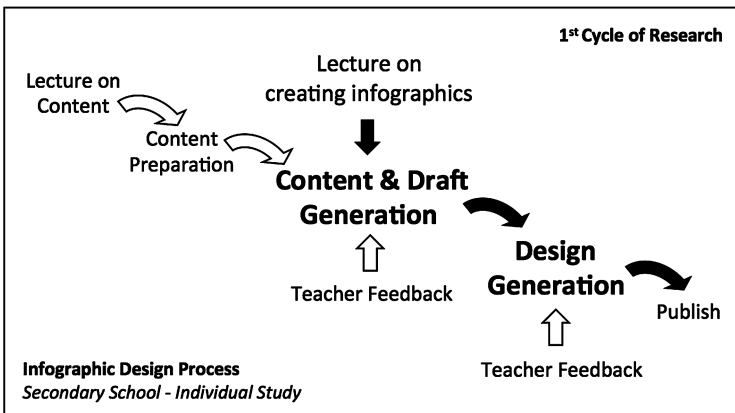 1st Cycle of Research
Lecture on
Content
Lecture on
creating infographics
Content
Preparation
Content & Draft
Generation
Teacher Feedback
Design
Generation
Publish
Teacher Feedback
Infographic Design Process
Secondary School - Individual Study